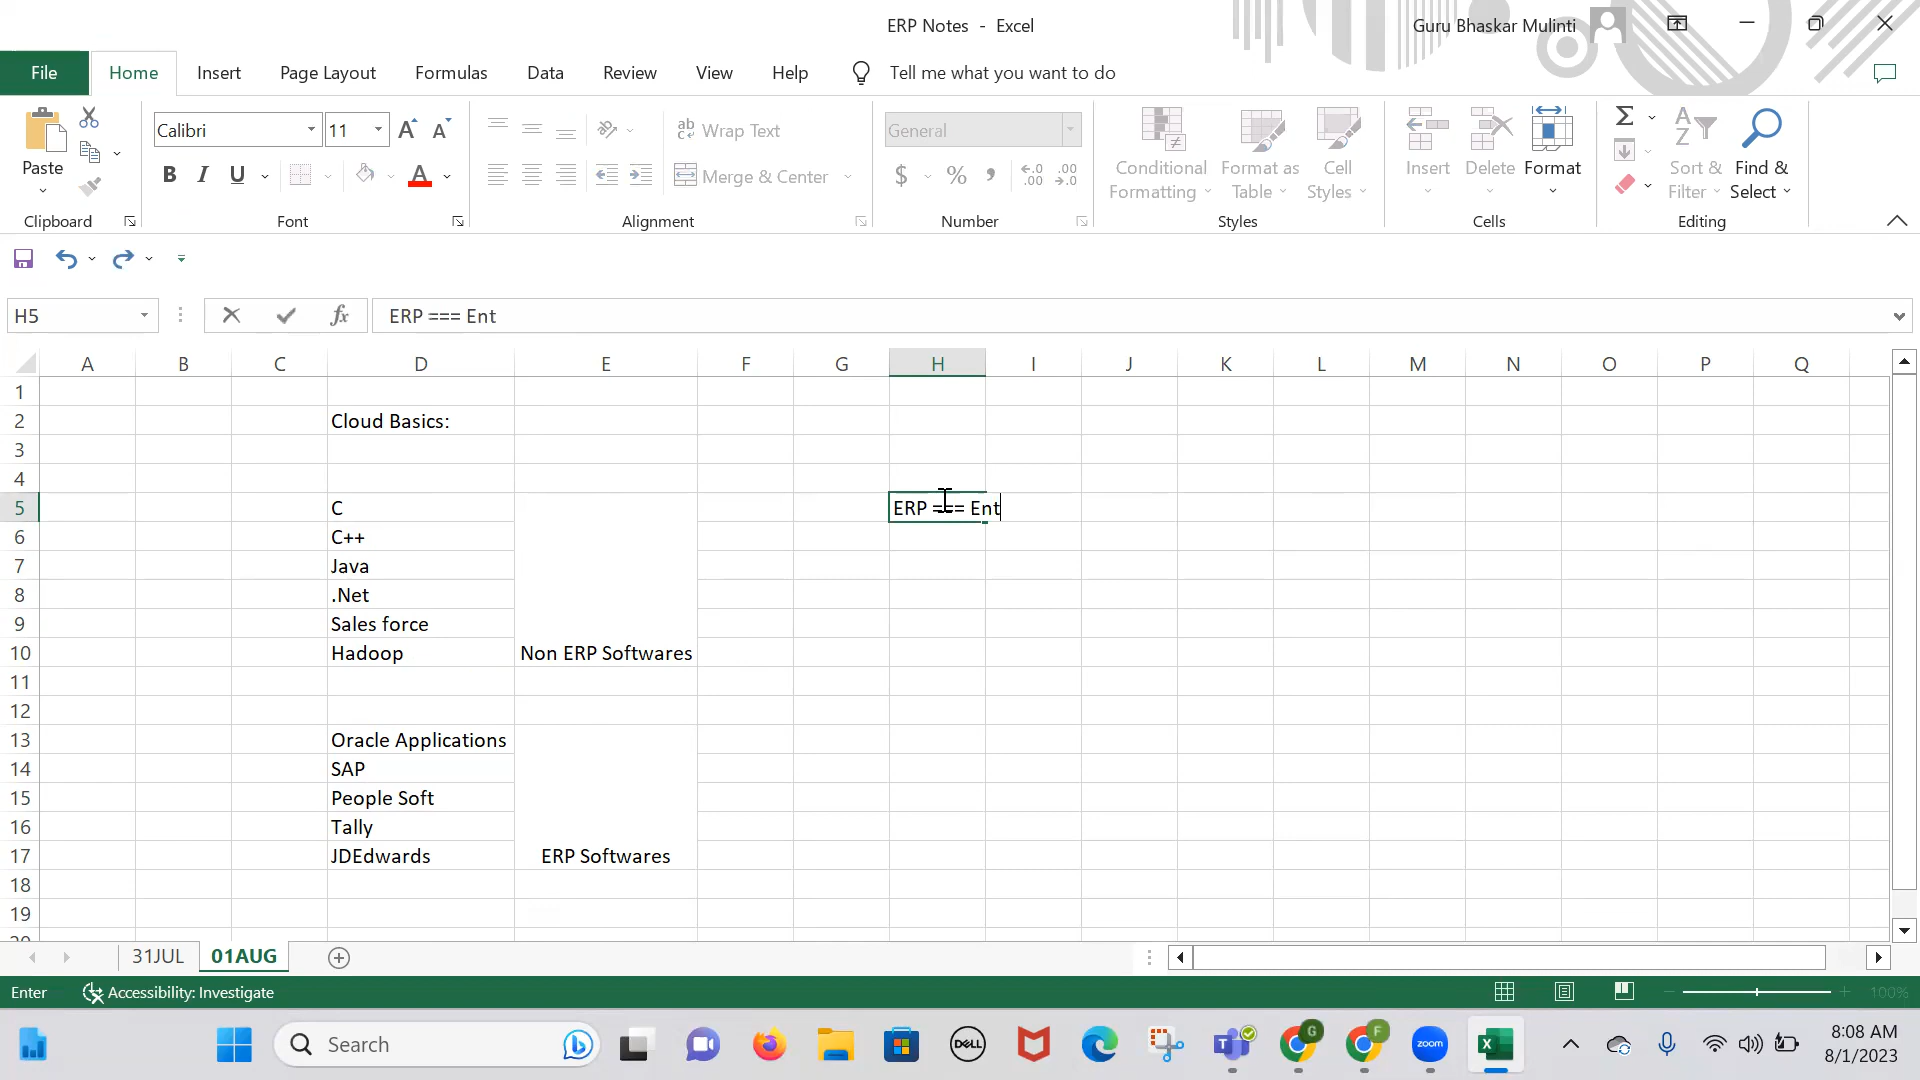 ERP Notes - Excel
Guru Bhaskar Mulinti
File Home Insert Page Layout Formulas Data Review View Help Tell me what you want to do
Paste
Clipboard
Calibri 11
B I U A
Font
ab Wrap Text
Merge & Center
Alignment
General
$ % ,
Number
Conditional Formatting
Format as Table
Cell Styles
Styles
Insert
Delete
Format
Cells
Sort & Filter
Find & Select
Editing
H5 fx ERP === Ent
A B C D E F G H I J K L M N O P Q
1
2 Cloud Basics:
3
4
5 C ERP === Ent
6 C++
7 Java
8 .Net
9 Sales force
10 Hadoop Non ERP Softwares
11
12
13 Oracle Applications
14 SAP
15 People Soft
16 Tally
17 JDEdwards ERP Softwares
18
19
20
31JUL 01AUG
Enter Accessibility: Investigate 100%
Search DELL zoom 8:08 AM
8/1/2023